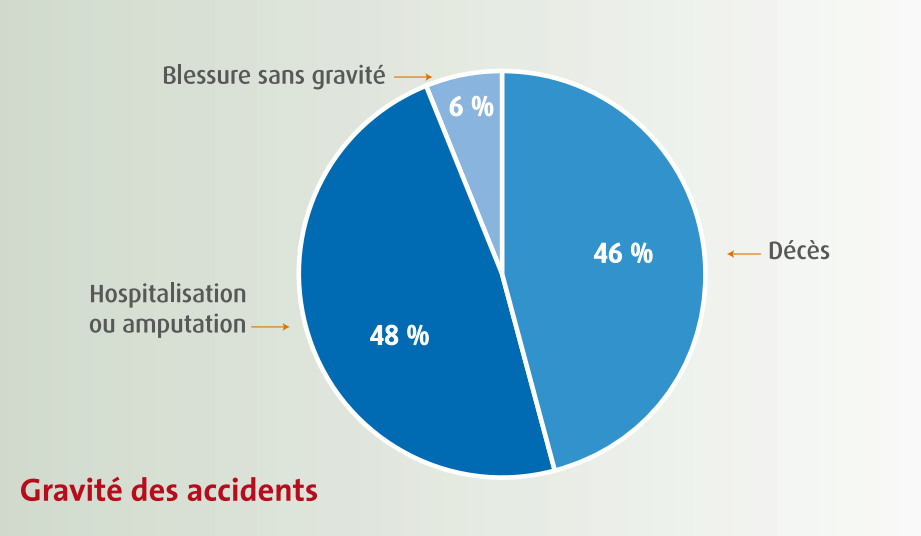 Blessure sans gravité
6 %
46 %
Décès
Hospitalisation
ou amputation
48 %
Gravité des accidents